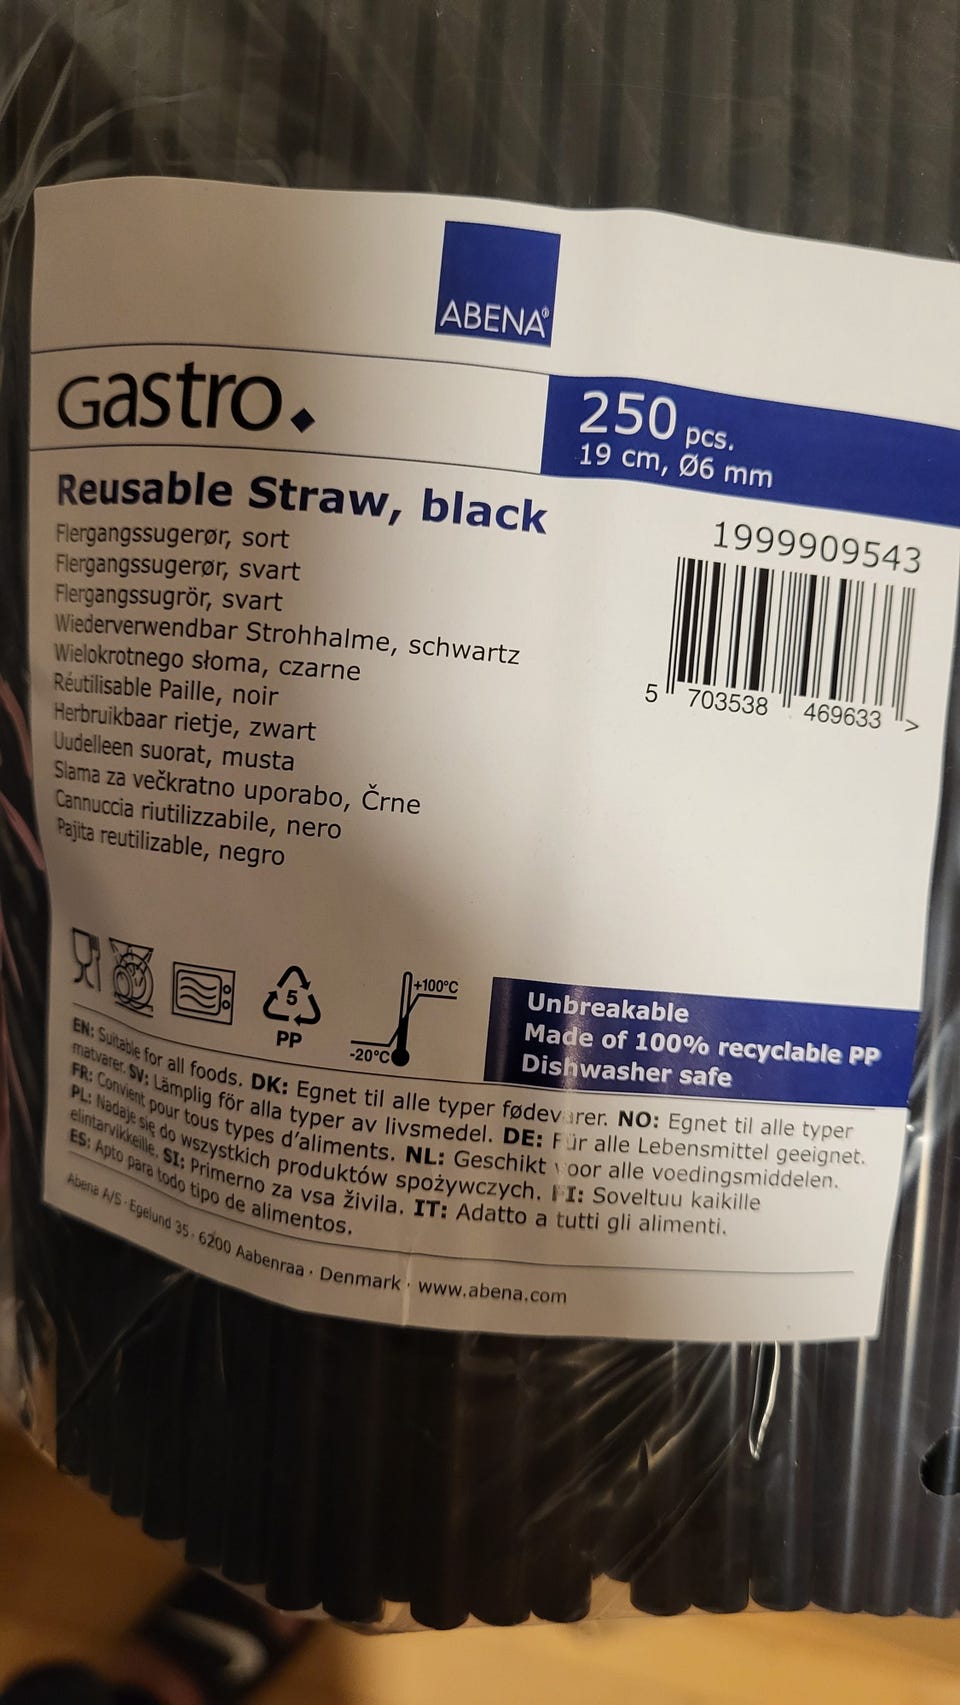 ABENA®
Gastro
250 pcs.
19 cm, Ø6 mm
Reusable Straw, black
Flergangssugerør, sort
Flergangssugerør, svart
Flergangssugrör, svart
Wiederverwendbar Strohhalme, schwartz
Wielokrotnego słoma, czarne
Réutilisable Paille, noir
Herbruikbaar rietje, zwart
Uudelleen suorat, musta
Slama za večkratno uporabo, Črne
Cannuccia riutilizzabile, nero
Pajita reutilizable, negro
1999909543
5 703538 469633 >
5
PP
+100°C
-20°C
Unbreakable
Made of 100% recyclable PP
Dishwasher safe
EN: Suitable for all foods. DK: Egnet til alle typer fødevarer. NO: Egnet til alle typer
matvarer. SV: Lämplig för alla typer av livsmedel. DE: Für alle Lebensmittel geeignet.
FR: Convient pour tous types d'aliments. NL: Geschikt voor alle voedingsmiddelen.
PL: Nadaje się do wszystkich produktów spożywczych. FI: Soveltuu kaikille
elintarvikkeille. SI: Primerno za vsa živila. IT: Adatto a tutti gli alimenti.
ES: Apto para todo tipo de alimentos.
Abena A/S · Egelund 35 · 6200 Aabenraa · Denmark · www.abena.com